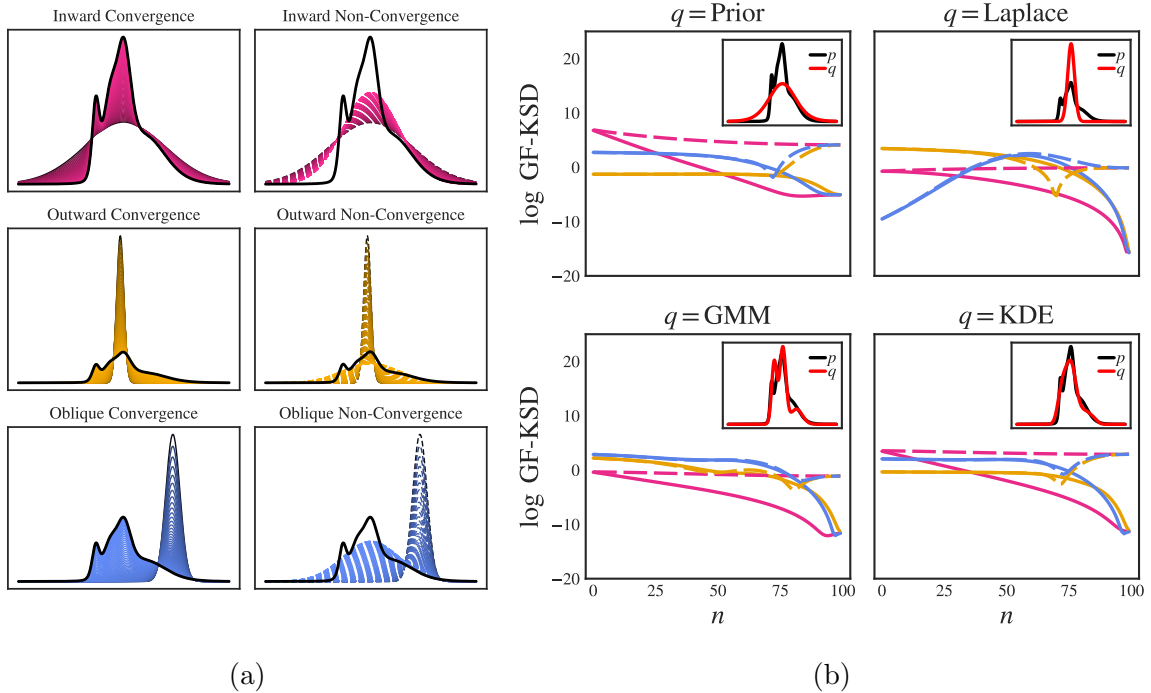 Inward Convergence
Inward Non-Convergence
Outward Convergence
Outward Non-Convergence
Oblique Convergence
Oblique Non-Convergence
(a)
q = Prior
q = Laplace
log GF-KSD
20
10
0
−10
−20
p
q
p
q
q = GMM
q = KDE
log GF-KSD
20
10
0
−10
−20
p
q
p
q
0 25 50 75 100
0 25 50 75 100
n
n
(b)